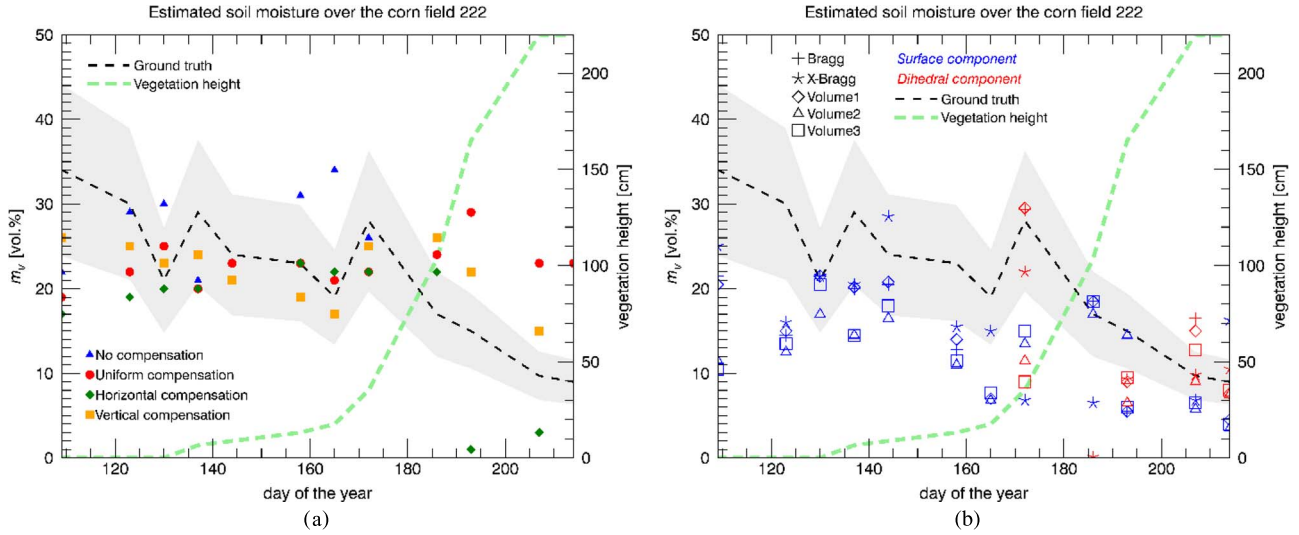 Estimated soil moisture over the corn field 222
50
40
30
20
10
0
m_v [vol.%]
Ground truth
Vegetation height
No compensation
Uniform compensation
Horizontal compensation
Vertical compensation
200
150
100
50
0
vegetation height [cm]
120 140 160 180 200
day of the year
(a)
Estimated soil moisture over the corn field 222
50
40
30
20
10
0
m_v [vol.%]
Bragg
X-Bragg
Volume1
Volume2
Volume3
Surface component
Dihedral component
Ground truth
Vegetation height
200
150
100
50
0
vegetation height [cm]
120 140 160 180 200
day of the year
(b)